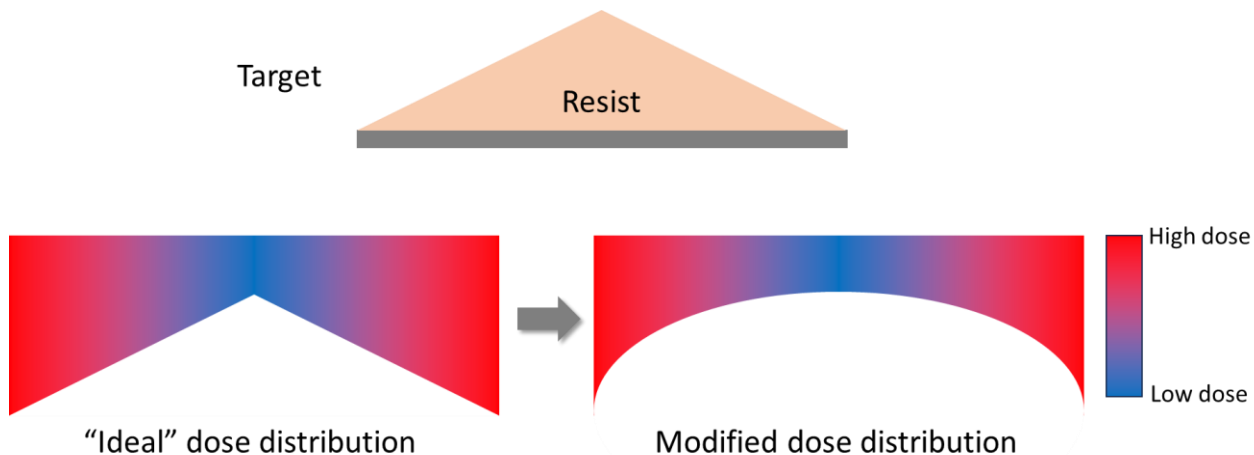 Target
Resist
High dose
Low dose
“Ideal” dose distribution
Modified dose distribution